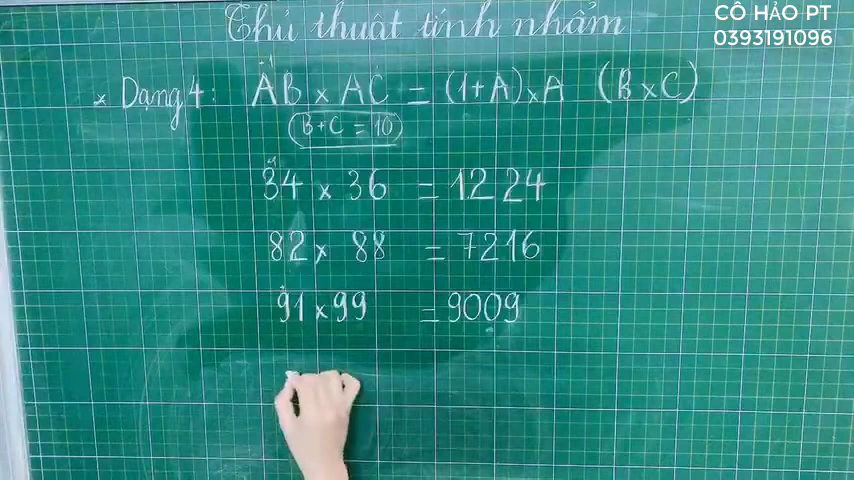 CÔ HẢO PT
0393191096
Thủ thuật tính nhẩm
+1
× Dạng 4: AB × AC = (1+A)×A (B×C)
B+C = 10
34 × 36 = 1224
82 × 88 = 7216
91 × 99 = 9009